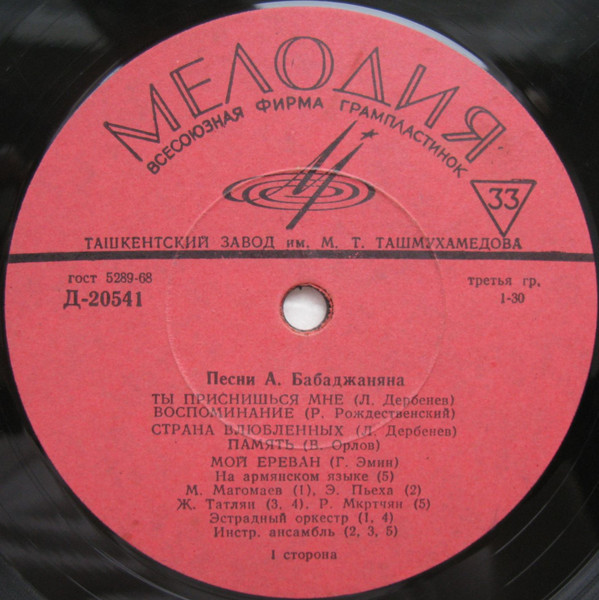 МЕЛОДИЯ
ВСЕСОЮЗНАЯ ФИРМА ГРАМПЛАСТИНОК
33
ТАШКЕНТСКИЙ ЗАВОД им. М. Т. ТАШМУХАМЕДОВА
гост 5289-68
третья гр.
Д-20541
1-30
Песни А. Бабаджаняна
ТЫ ПРИСНИШЬСЯ МНЕ (Л. Дербенев)
ВОСПОМИНАНИЕ (Р. Рождественский)
СТРАНА ВЛЮБЛЕННЫХ (Л. Дербенев)
ПАМЯТЬ (В. Орлов)
МОЙ ЕРЕВАН (Г. Эмин)
На армянском языке (5)
М. Магомаев (1), Э. Пьеха (2)
Ж. Татлян (3, 4). Р. Мкртчян (5)
Эстрадный оркестр (1, 4)
Инстр. ансамбль (2, 3, 5)
1 сторона